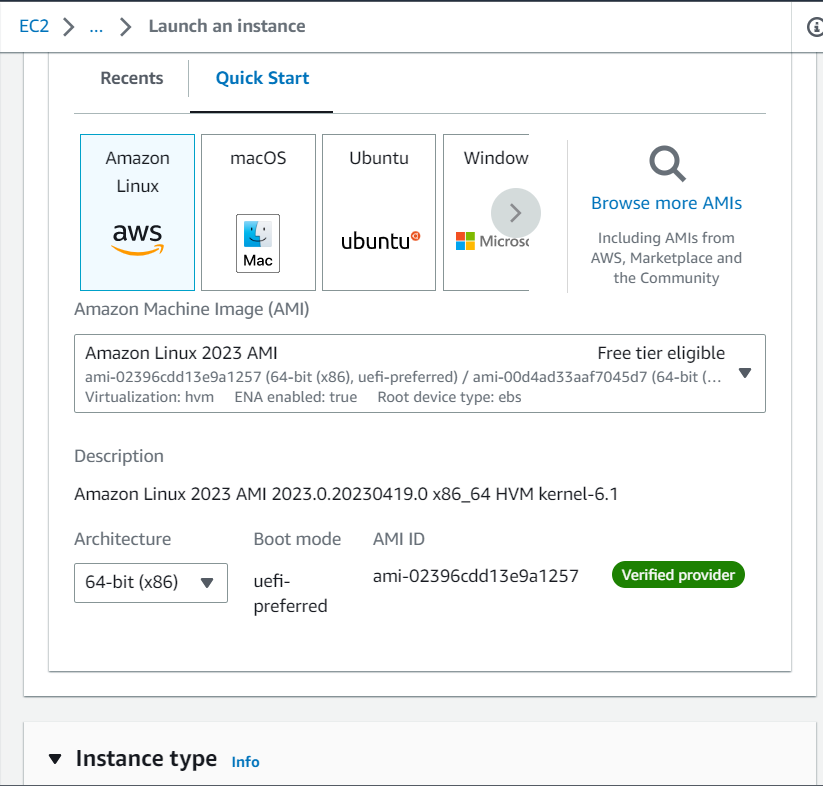 EC2 > ... > Launch an instance
Recents
Quick Start
Amazon
Linux
aws
macOS
Mac
Ubuntu
ubuntu
Window
Microso
Browse more AMIs
Including AMIs from
AWS, Marketplace and
the Community
Amazon Machine Image (AMI)
Amazon Linux 2023 AMI
Free tier eligible
ami-02396cdd13e9a1257 (64-bit (x86), uefi-preferred) / ami-00d4ad33aaf7045d7 (64-bit (...
Virtualization: hvm ENA enabled: true Root device type: ebs
Description
Amazon Linux 2023 AMI 2023.0.20230419.0 x86_64 HVM kernel-6.1
Architecture
64-bit (x86)
Boot mode
uefi-
preferred
AMI ID
ami-02396cdd13e9a1257
Verified provider
Instance type Info